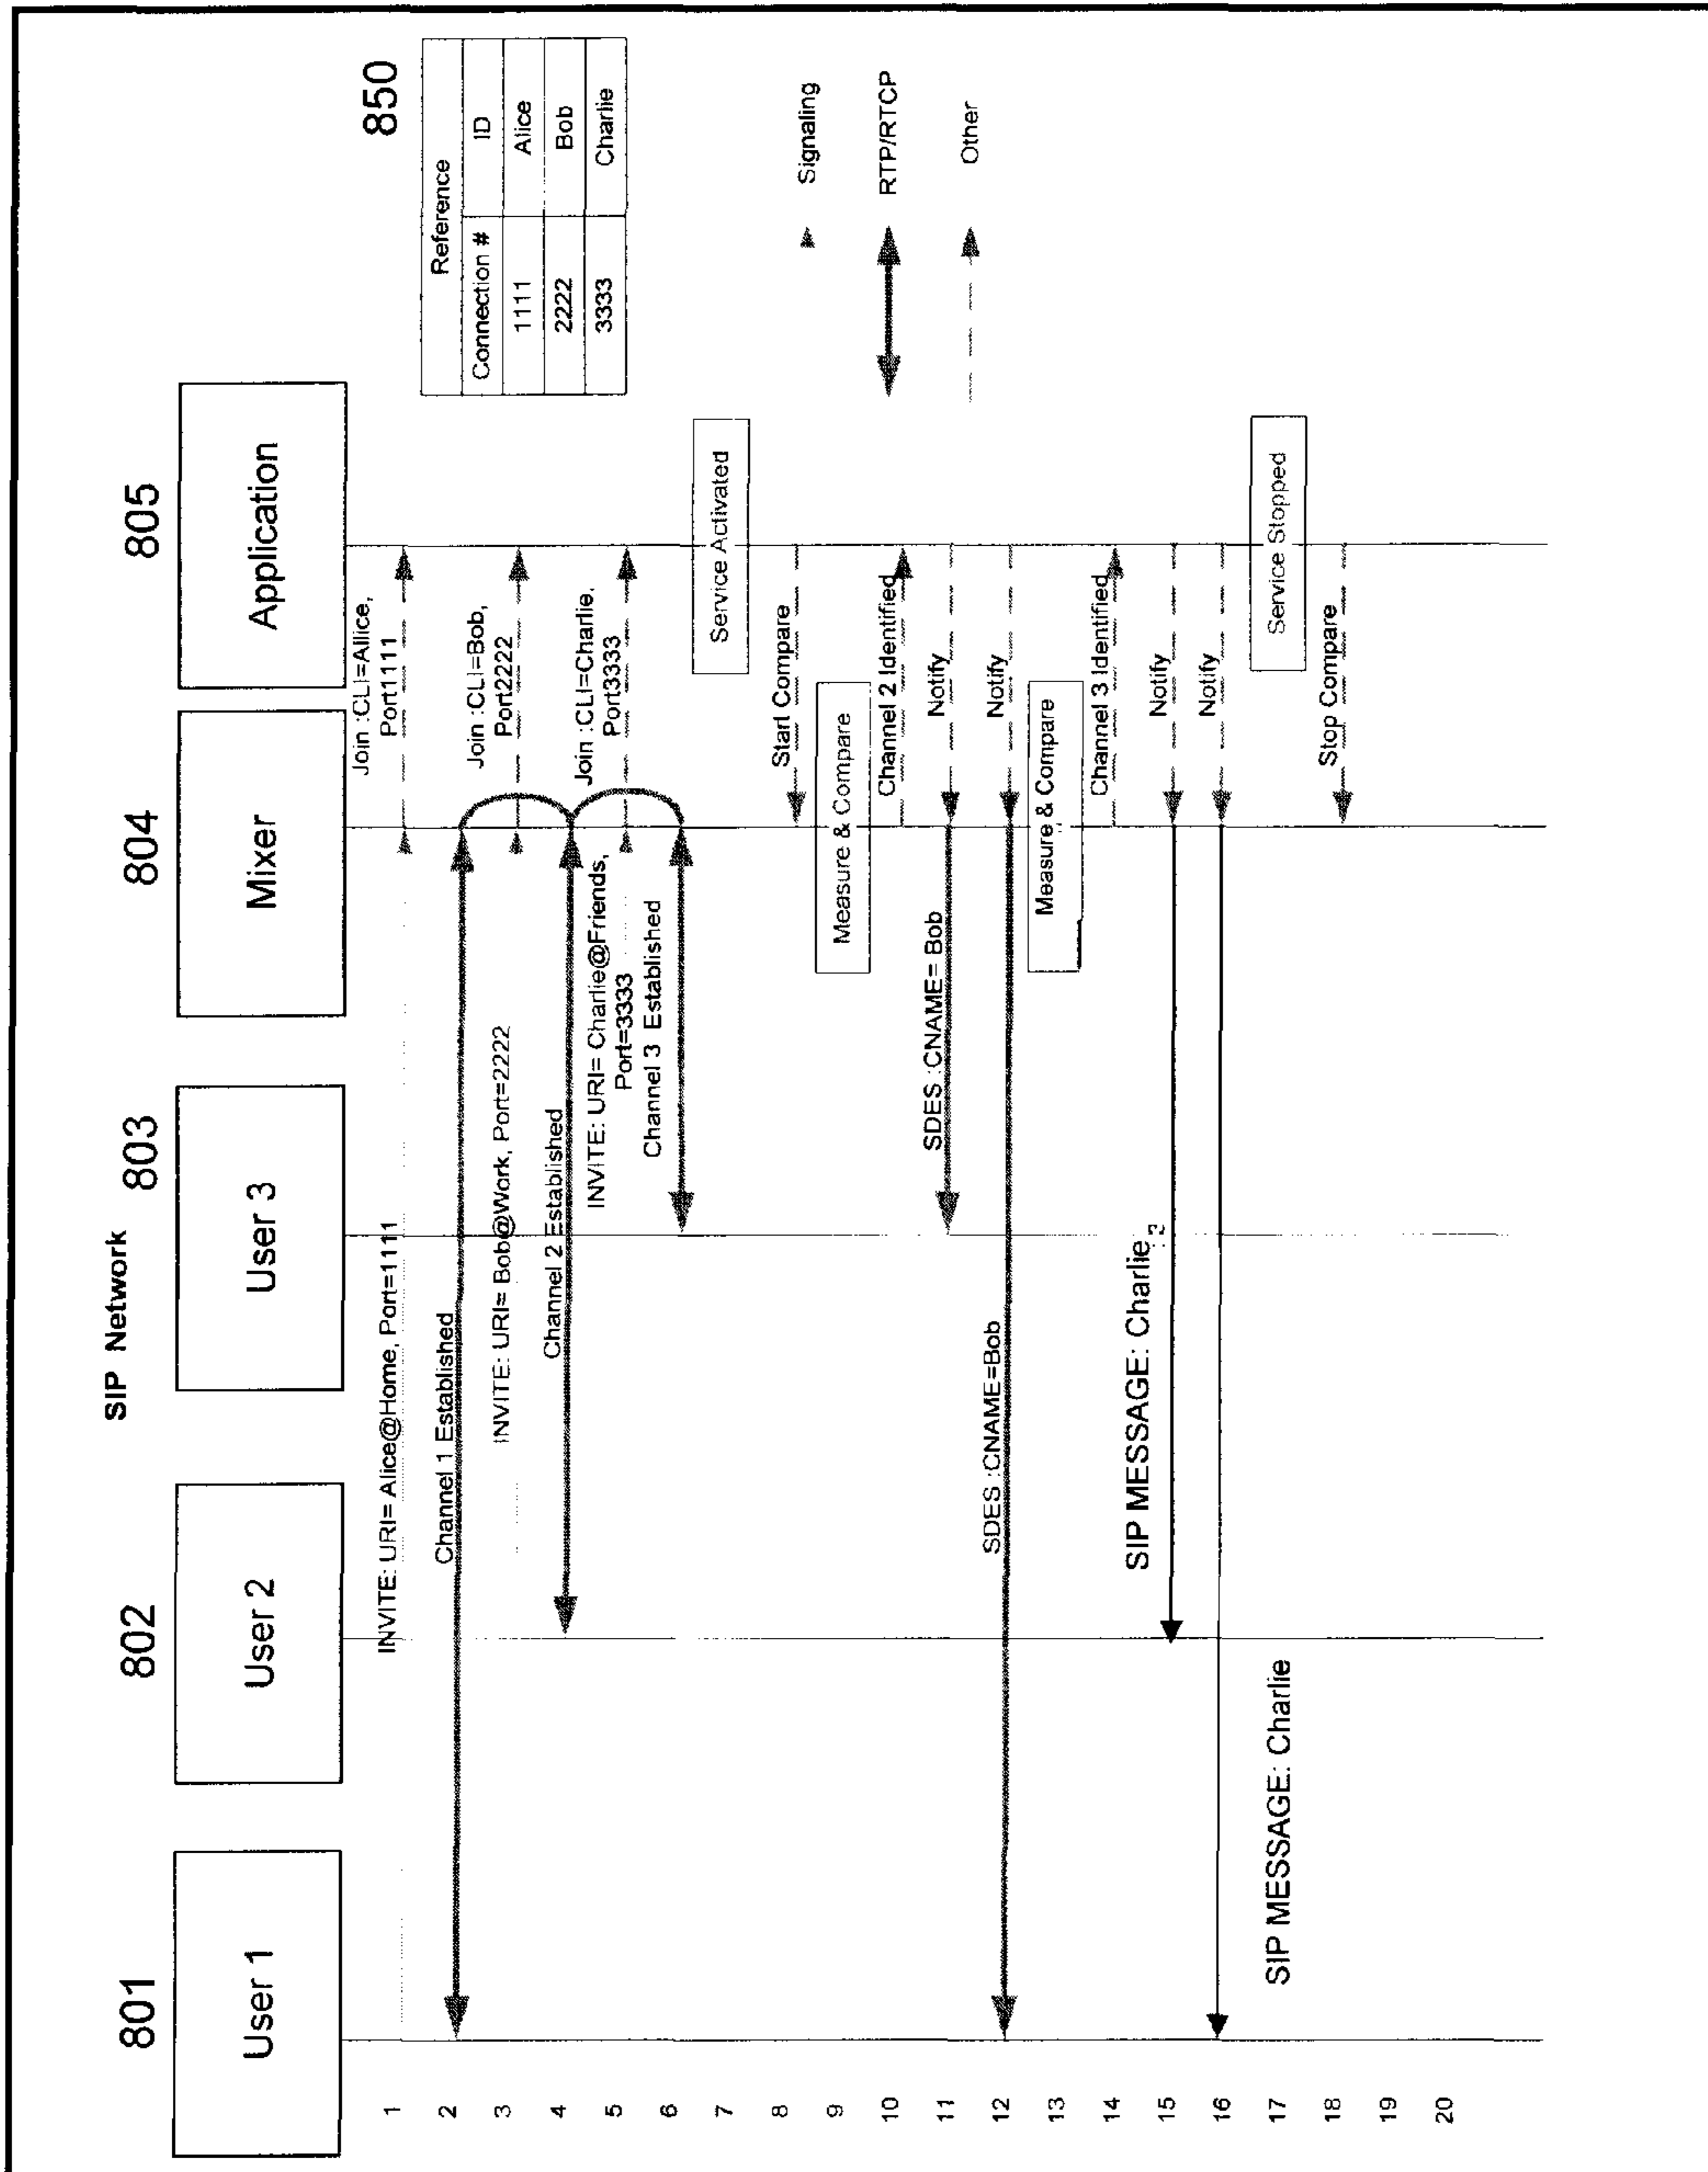 SIP Network
801
802
803
804
805
User 1
User 2
User 3
Mixer
Application
850
Reference
Connection # ID
1111 Alice
2222 Bob
3333 Charlie
Signaling
RTP/RTCP
Other
1
INVITE: URI= Alice@Home, Port=1111
Join :CLI=Alice,
Port1111
2
Channel 1 Established
3
INVITE: URI= Bob@Work, Port=2222
Join :CLI=Bob,
Port2222
4
Channel 2 Established
5
INVITE: URI= Charlie@Friends,
Port=3333
Join :CLI=Charlie,
Port3333
6
Channel 3 Established
7
Service Activated
8
Start Compare
9
Measure & Compare
10
Channel 2 Identified
11
SDES :CNAME= Bob
Notify
12
SDES :CNAME=Bob
Notify
13
Measure & Compare
14
Channel 3 Identified
15
SIP MESSAGE: Charlie
Notify
16
Notify
17
SIP MESSAGE: Charlie
Service Stopped
18
Stop Compare
19
20